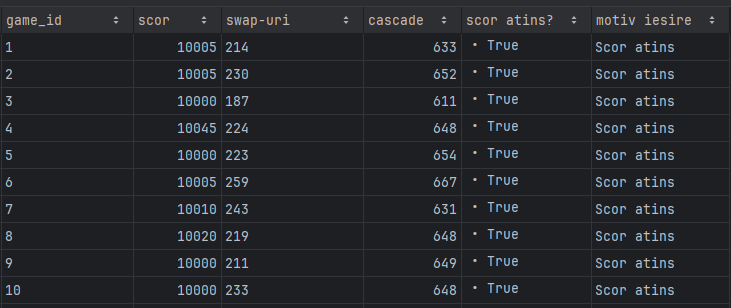 game_id scor swap-uri cascade scor atins? motiv iesire
1 10005 214 633 • True Scor atins
2 10005 230 652 • True Scor atins
3 10000 187 611 • True Scor atins
4 10045 224 648 • True Scor atins
5 10000 223 654 • True Scor atins
6 10005 259 667 • True Scor atins
7 10010 243 631 • True Scor atins
8 10020 219 648 • True Scor atins
9 10000 211 649 • True Scor atins
10 10000 233 648 • True Scor atins